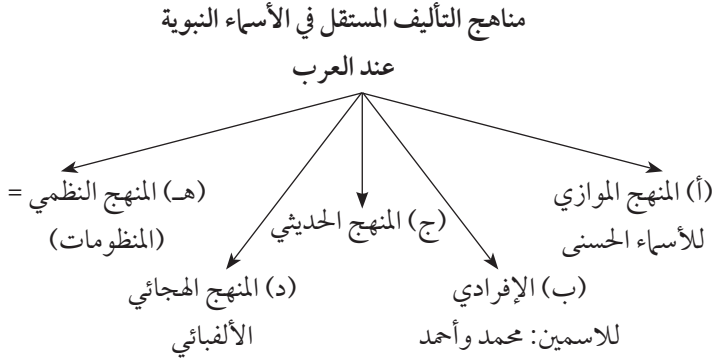 مناهج التأليف المستقل في الأسماء النبوية
عند العرب
(أ) المنهج الموازي
للأسماء الحسنى
(ب) الإفرادي
للاسمين: محمد وأحمد
(ج) المنهج الحديثي
(د) المنهج الهجائي
الألفبائي
(هـ) المنهج النظمي =
(المنظومات)